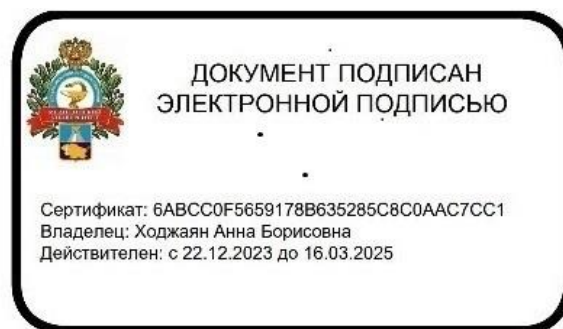 ДОКУМЕНТ ПОДПИСАН
ЭЛЕКТРОННОЙ ПОДПИСЬЮ
Сертификат: 6ABCC0F5659178B635285C8C0AAC7CC1
Владелец: Ходжаян Анна Борисовна
Действителен: с 22.12.2023 до 16.03.2025